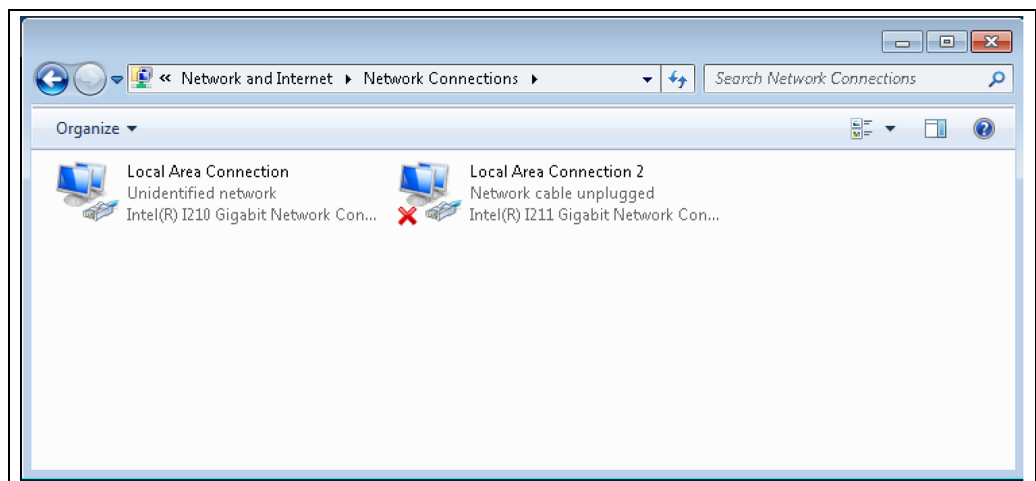 « Network and Internet ▸ Network Connections ▸
Search Network Connections
Organize
Local Area Connection
Unidentified network
Intel(R) I210 Gigabit Network Con...
Local Area Connection 2
Network cable unplugged
Intel(R) I211 Gigabit Network Con...